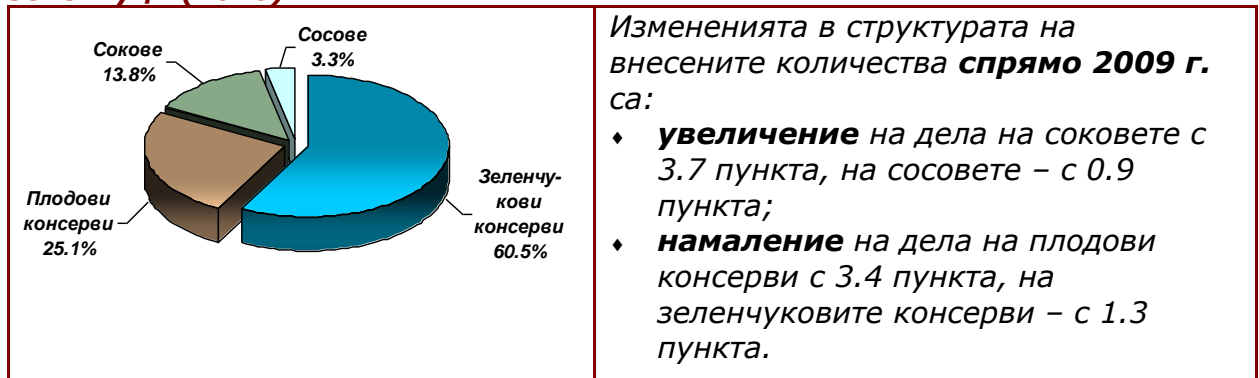 Сокове
13.8%
Сосове
3.3%
Зеленчу-
кови
консерви
60.5%
Плодови
консерви
25.1%
Измененията в структурата на
внесените количества спрямо 2009 г.
са:
♦ увеличение на дела на соковете с
3.7 пункта, на сосовете – с 0.9
пункта;
♦ намаление на дела на плодови
консерви с 3.4 пункта, на
зеленчуковите консерви – с 1.3
пункта.